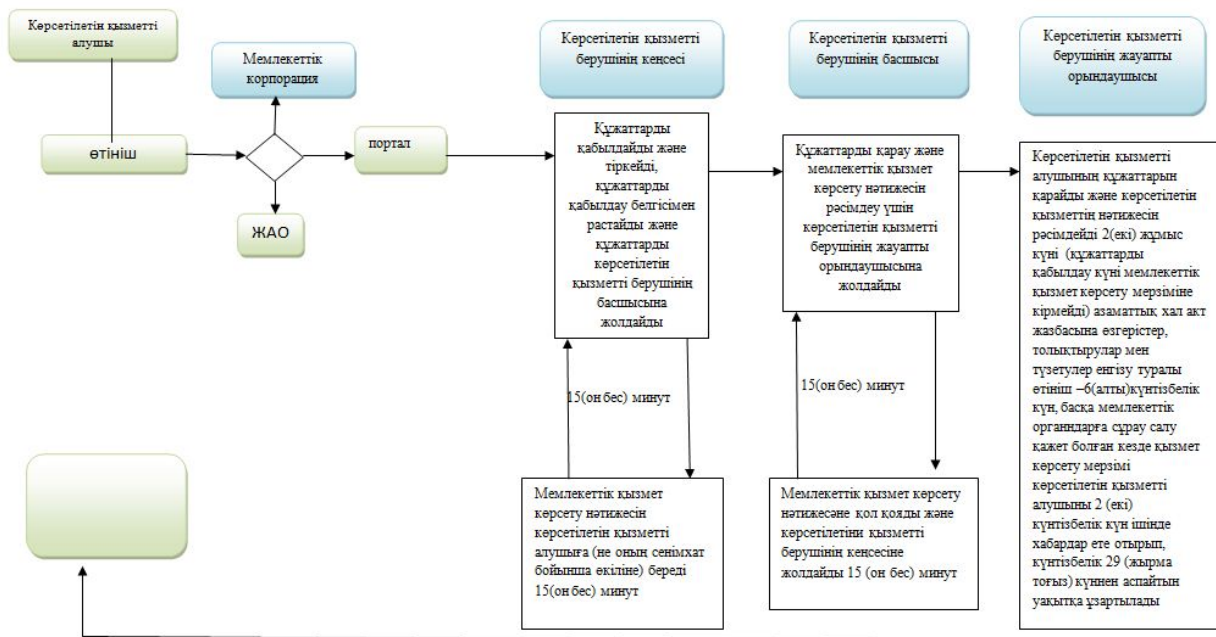 Көрсетілетін қызметті
алушы
Мемлекеттік
корпорация
Көрсетілетін қызметті
берушінің кеңсесі
Көрсетілетін қызметті
берушінің басшысы
Көрсетілетін қызметті
берушінің жауапты
орындаушысы
өтініш
портал
ЖАО
Құжаттарды
қабылдайды және
тіркейді,
құжаттарды
қабылдау белгісімен
растайды және
құжаттарды
көрсетілетін
қызметті берушінің
басшысына
жолдайды
Құжаттарды қарау және
мемлекеттік қызмет
көрсету нәтижесін
рәсімдеу үшін
көрсетілетін қызметті
берушінің жауапты
орындаушысына
жолдайды
Көрсетілетін қызметті
алушының құжаттарын
қарайды және көрсетілетін
қызметтің нәтижесін
рәсімдейді 2(екі) жұмыс
күні (құжаттарды
қабылдау күні мемлекеттік
қызмет көрсету мерзіміне
кірмейді) азаматтық хал акт
жазбасына өзгерістер,
толықтырулар мен
түзетулер енгізу туралы
өтініш –6(алты)күнтізбелік
күн, басқа мемлекеттік
органндарға сұрау салу
қажет болған кезде қызмет
көрсету мерзімі
көрсетілетін қызметті
алушыны 2 (екі)
күнтізбелік күн ішінде
хабардар ете отырып,
күнтізбелік 29 (жырма
тоғыз) күннен аспайтын
уақытқа ұзартылады
15(он бес) минут
15(он бес) минут
Мемлекеттік қызмет
көрсету нәтижесін
көрсетілетін қызметті
алушыға (не оның сенімхат
бойынша өкіліне) береді
15(он бес) минут
Мемлекеттік қызмет көрсету
нәтижесәне қол қояды және
көрсетілетіни қызметті
берушінің кеңсесіне
жолдайды 15 (он бес) минут